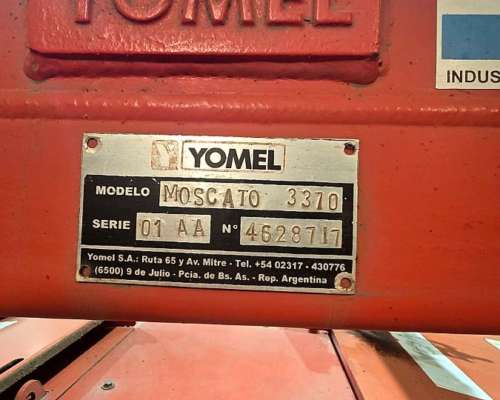 YOMEL
INDUS
YOMEL
MODELO MOSCATO 3370
SERIE 01 AA N° 4628717
Yomel S.A.: Ruta 65 y Av. Mitre - Tel. +54 02317 - 430776
(6500) 9 de Julio - Pcia. de Bs. As. - Rep. Argentina